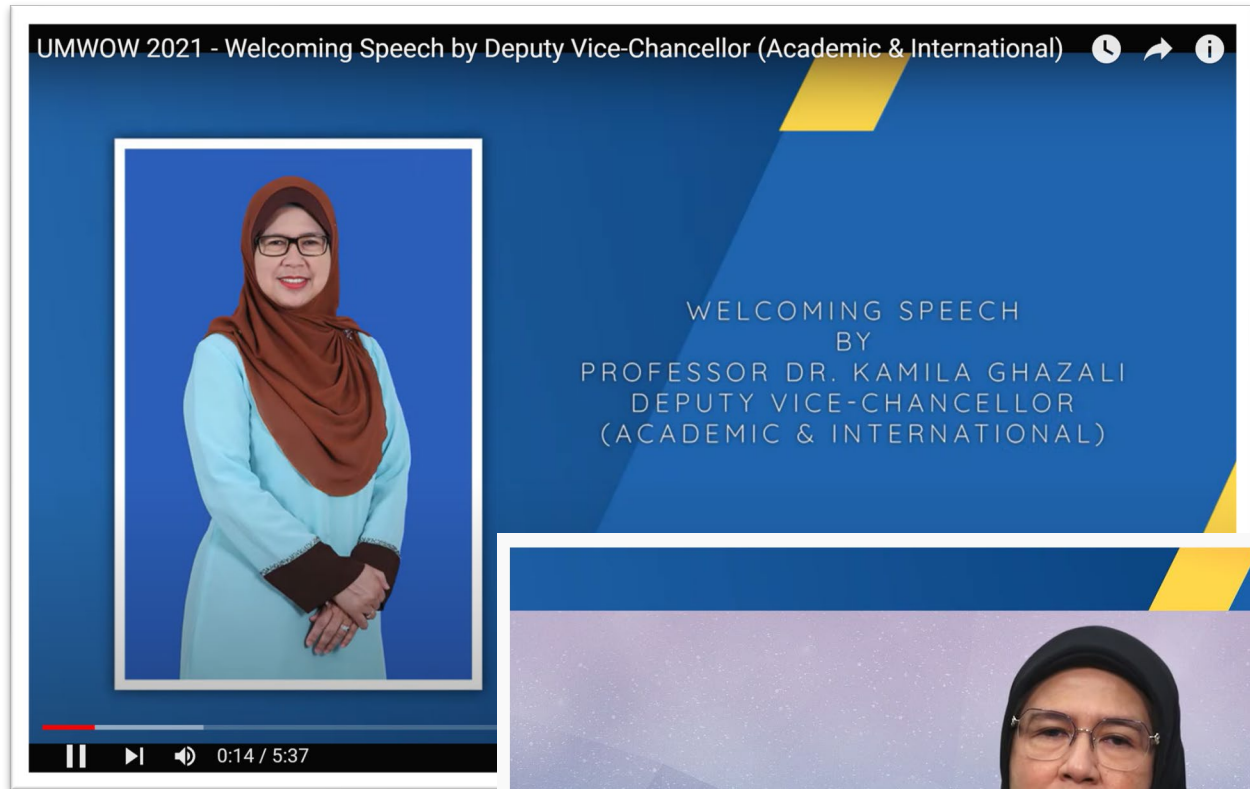 UMWOW 2021 - Welcoming Speech by Deputy Vice-Chancellor (Academic & International)
WELCOMING SPEECH
BY
PROFESSOR DR. KAMILA GHAZALI
DEPUTY VICE-CHANCELLOR
(ACADEMIC & INTERNATIONAL)
0:14 / 5:37